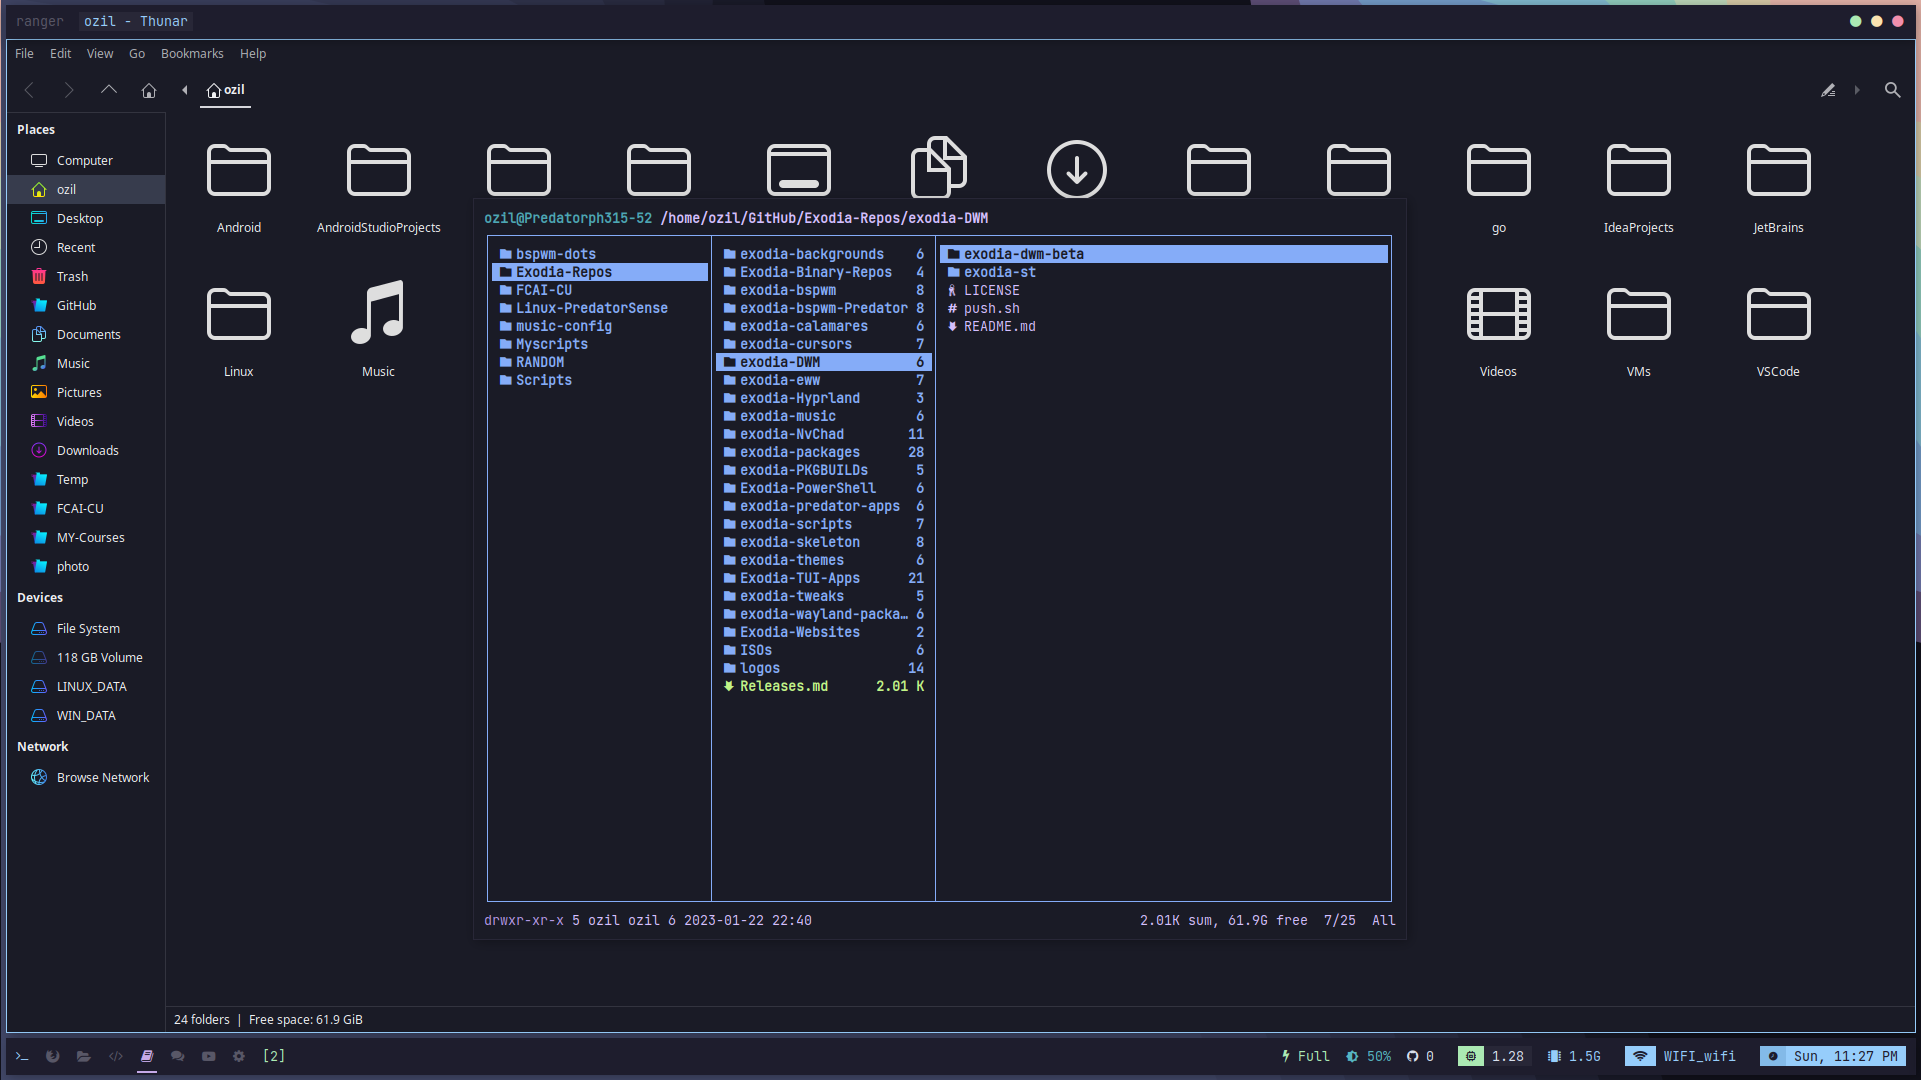 ranger ozil - Thunar
File Edit View Go Bookmarks Help
ozil
Places
Computer
ozil
Desktop
Recent
Trash
GitHub
Documents
Music
Pictures
Videos
Downloads
Temp
FCAI-CU
MY-Courses
photo
Devices
File System
118 GB Volume
LINUX_DATA
WIN_DATA
Network
Browse Network
Android AndroidStudioProjects go IdeaProjects JetBrains
Linux Music Videos VMs VSCode
ozil@Predatorph315-52 /home/ozil/GitHub/Exodia-Repos/exodia-DWM
bspwm-dots
Exodia-Repos
FCAI-CU
Linux-PredatorSense
music-config
Myscripts
RANDOM
Scripts
exodia-backgrounds 6
Exodia-Binary-Repos 4
exodia-bspwm 8
exodia-bspwm-Predator 8
exodia-calamares 6
exodia-cursors 7
exodia-DWM 6
exodia-eww 7
exodia-Hyprland 3
exodia-music 6
exodia-NvChad 11
exodia-packages 28
exodia-PKGBUILDs 5
Exodia-PowerShell 6
exodia-predator-apps 6
exodia-scripts 7
exodia-skeleton 8
exodia-themes 6
Exodia-TUI-Apps 21
exodia-tweaks 5
exodia-wayland-packa… 6
Exodia-Websites 2
ISOs 6
logos 14
Releases.md 2.01 K
exodia-dwm-beta
exodia-st
LICENSE
# push.sh
README.md
drwxr-xr-x 5 ozil ozil 6 2023-01-22 22:40 2.01K sum, 61.9G free 7/25 All
24 folders | Free space: 61.9 GiB
[2] Full 50% 0 1.28 1.5G WIFI_wifi Sun, 11:27 PM